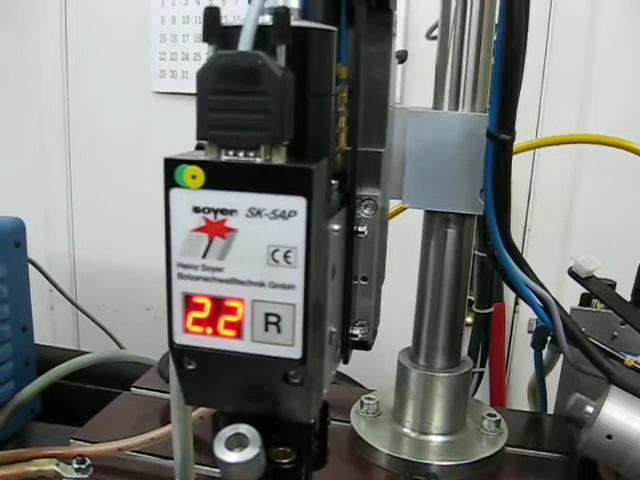 soyer SK-5AP
CE
Heinz Soyer
Bolzenschweißtechnik GmbH
2.2
R